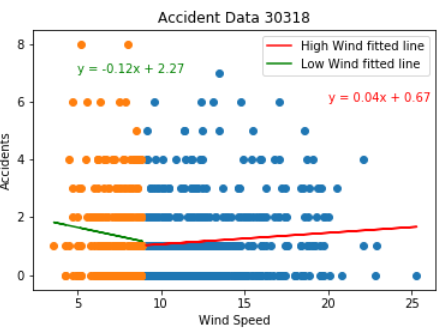 Accident Data 30318
8
6
4
2
0
Accidents
y = -0.12x + 2.27
High Wind fitted line
Low Wind fitted line
y = 0.04x + 0.67
5
10
15
20
25
Wind Speed